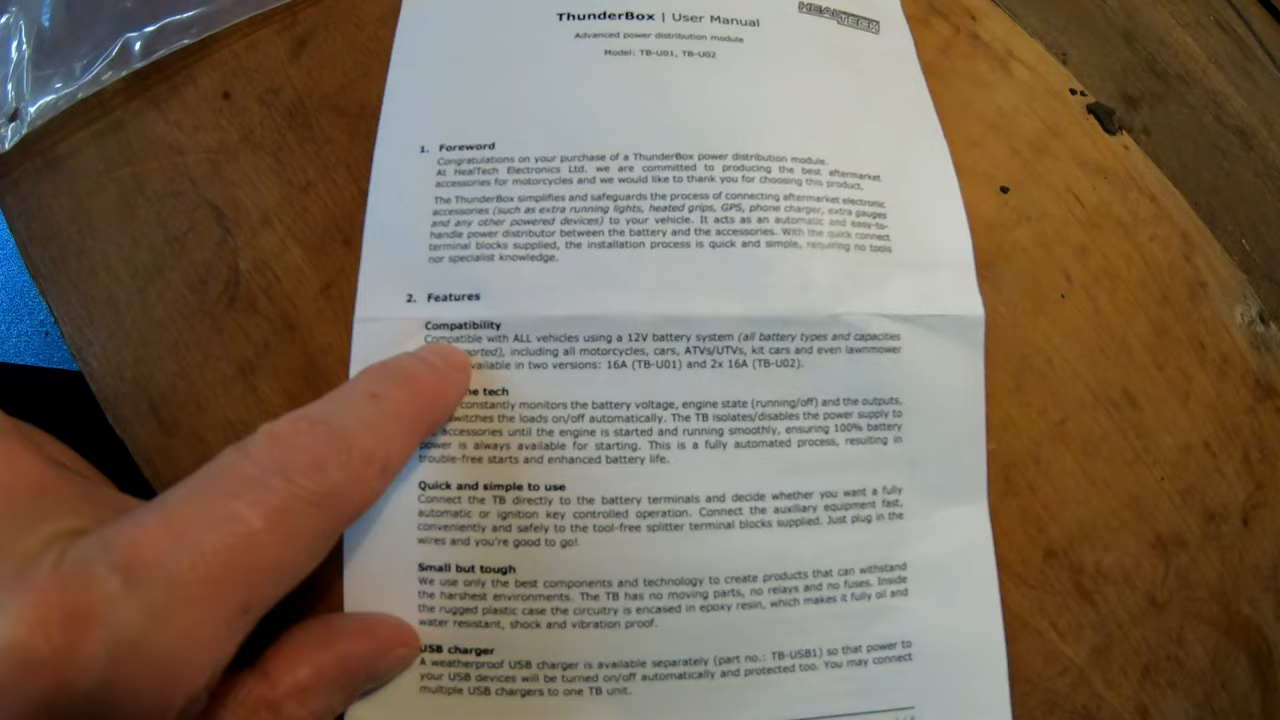 ThunderBox | User Manual
HEALTECH
Advanced power distribution module
Model: TB-U01, TB-U02
1. Foreword
Congratulations on your purchase of a ThunderBox power distribution module.
At HealTech Electronics Ltd. we are committed to producing the best aftermarket
accessories for motorcycles and we would like to thank you for choosing this product.
The ThunderBox simplifies and safeguards the process of connecting aftermarket electronic
accessories (such as extra running lights, heated grips, GPS, phone charger, extra gauges
and any other powered devices) to your vehicle. It acts as an automatic and easy-to-
handle power distributor between the battery and the accessories. With the quick connect
terminal blocks supplied, the installation process is quick and simple, requiring no tools
nor specialist knowledge.
2. Features
Compatibility
Compatible with ALL vehicles using a 12V battery system (all battery types and capacities
ported), including all motorcycles, cars, ATVs/UTVs, kit cars and even lawnmower
vailable in two versions: 16A (TB-U01) and 2x 16A (TB-U02).
ne tech
constantly monitors the battery voltage, engine state (running/off) and the outputs,
switches the loads on/off automatically. The TB isolates/disables the power supply to
accessories until the engine is started and running smoothly, ensuring 100% battery
power is always available for starting. This is a fully automated process, resulting in
trouble-free starts and enhanced battery life.
Quick and simple to use
Connect the TB directly to the battery terminals and decide whether you want a fully
automatic or ignition key controlled operation. Connect the auxiliary equipment fast,
conveniently and safely to the tool-free splitter terminal blocks supplied. Just plug in the
wires and you're good to go!
Small but tough
We use only the best components and technology to create products that can withstand
the harshest environments. The TB has no moving parts, no relays and no fuses. Inside
the rugged plastic case the circuitry is encased in epoxy resin, which makes it fully oil and
water resistant, shock and vibration proof.
USB charger
A weatherproof USB charger is available separately (part no.: TB-USB1) so that power to
your USB devices will be turned on/off automatically and protected too. You may connect
multiple USB chargers to one TB unit.